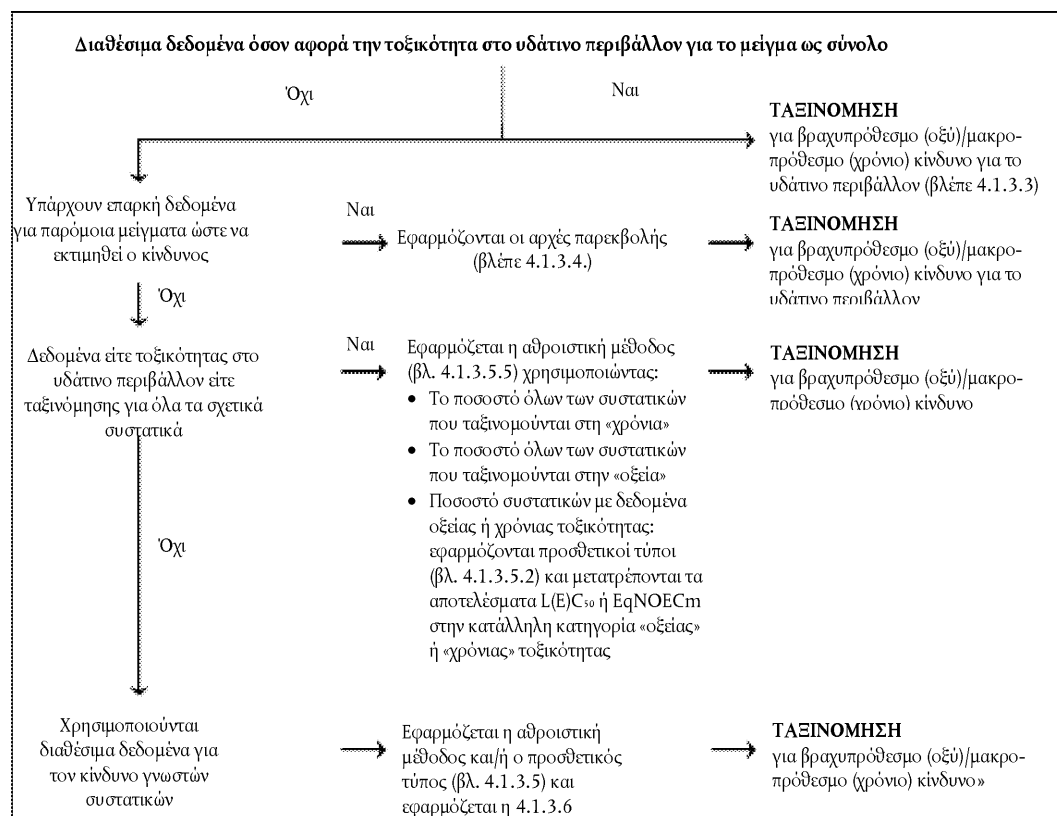 Διαθέσιμα δεδομένα όσον αφορά την τοξικότητα στο υδάτινο περιβάλλον για το μείγμα ως σύνολο
Όχι
Ναι
ΤΑΞΙΝΟΜΗΣΗ
για βραχυπρόθεσμο (οξύ)/μακρο-
πρόθεσμο (χρόνιο) κίνδυνο για το
υδάτινο περιβάλλον (βλέπε 4.1.3.3)
Υπάρχουν επαρκή δεδομένα
για παρόμοια μείγματα ώστε να
εκτιμηθεί ο κίνδυνος
Ναι
Εφαρμόζονται οι αρχές παρεκβολής
(βλέπε 4.1.3.4.)
ΤΑΞΙΝΟΜΗΣΗ
για βραχυπρόθεσμο (οξύ)/μακρο-
πρόθεσμο (χρόνιο) κίνδυνο για το
υδάτινο περιβάλλον
Όχι
Δεδομένα είτε τοξικότητας στο
υδάτινο περιβάλλον είτε
ταξινόμησης για όλα τα σχετικά
συστατικά
Ναι
Εφαρμόζεται η αθροιστική μέθοδος
(βλ. 4.1.3.5.5) χρησιμοποιώντας:
• Το ποσοστό όλων των συστατικών
που ταξινομούνται στη «χρόνια»
• Το ποσοστό όλων των συστατικών
που ταξινομούνται στην «οξεία»
• Ποσοστό συστατικών με δεδομένα
οξείας ή χρόνιας τοξικότητας:
εφαρμόζονται προσθετικοί τύποι
(βλ. 4.1.3.5.2) και μετατρέπονται τα
αποτελέσματα L(E)C₅₀ ή EqNOECm
στην κατάλληλη κατηγορία «οξείας»
ή «χρόνιας» τοξικότητας
ΤΑΞΙΝΟΜΗΣΗ
για βραχυπρόθεσμο (οξύ)/μακρο-
πρόθεσμο (χρόνιο) κίνδυνο
Όχι
Χρησιμοποιούνται
διαθέσιμα δεδομένα για
τον κίνδυνο γνωστών
συστατικών
Εφαρμόζεται η αθροιστική
μέθοδος και/ή ο προσθετικός
τύπος (βλ. 4.1.3.5) και
εφαρμόζεται η 4.1.3.6
ΤΑΞΙΝΟΜΗΣΗ
για βραχυπρόθεσμο (οξύ)/μακρο-
πρόθεσμο (χρόνιο) κίνδυνο»